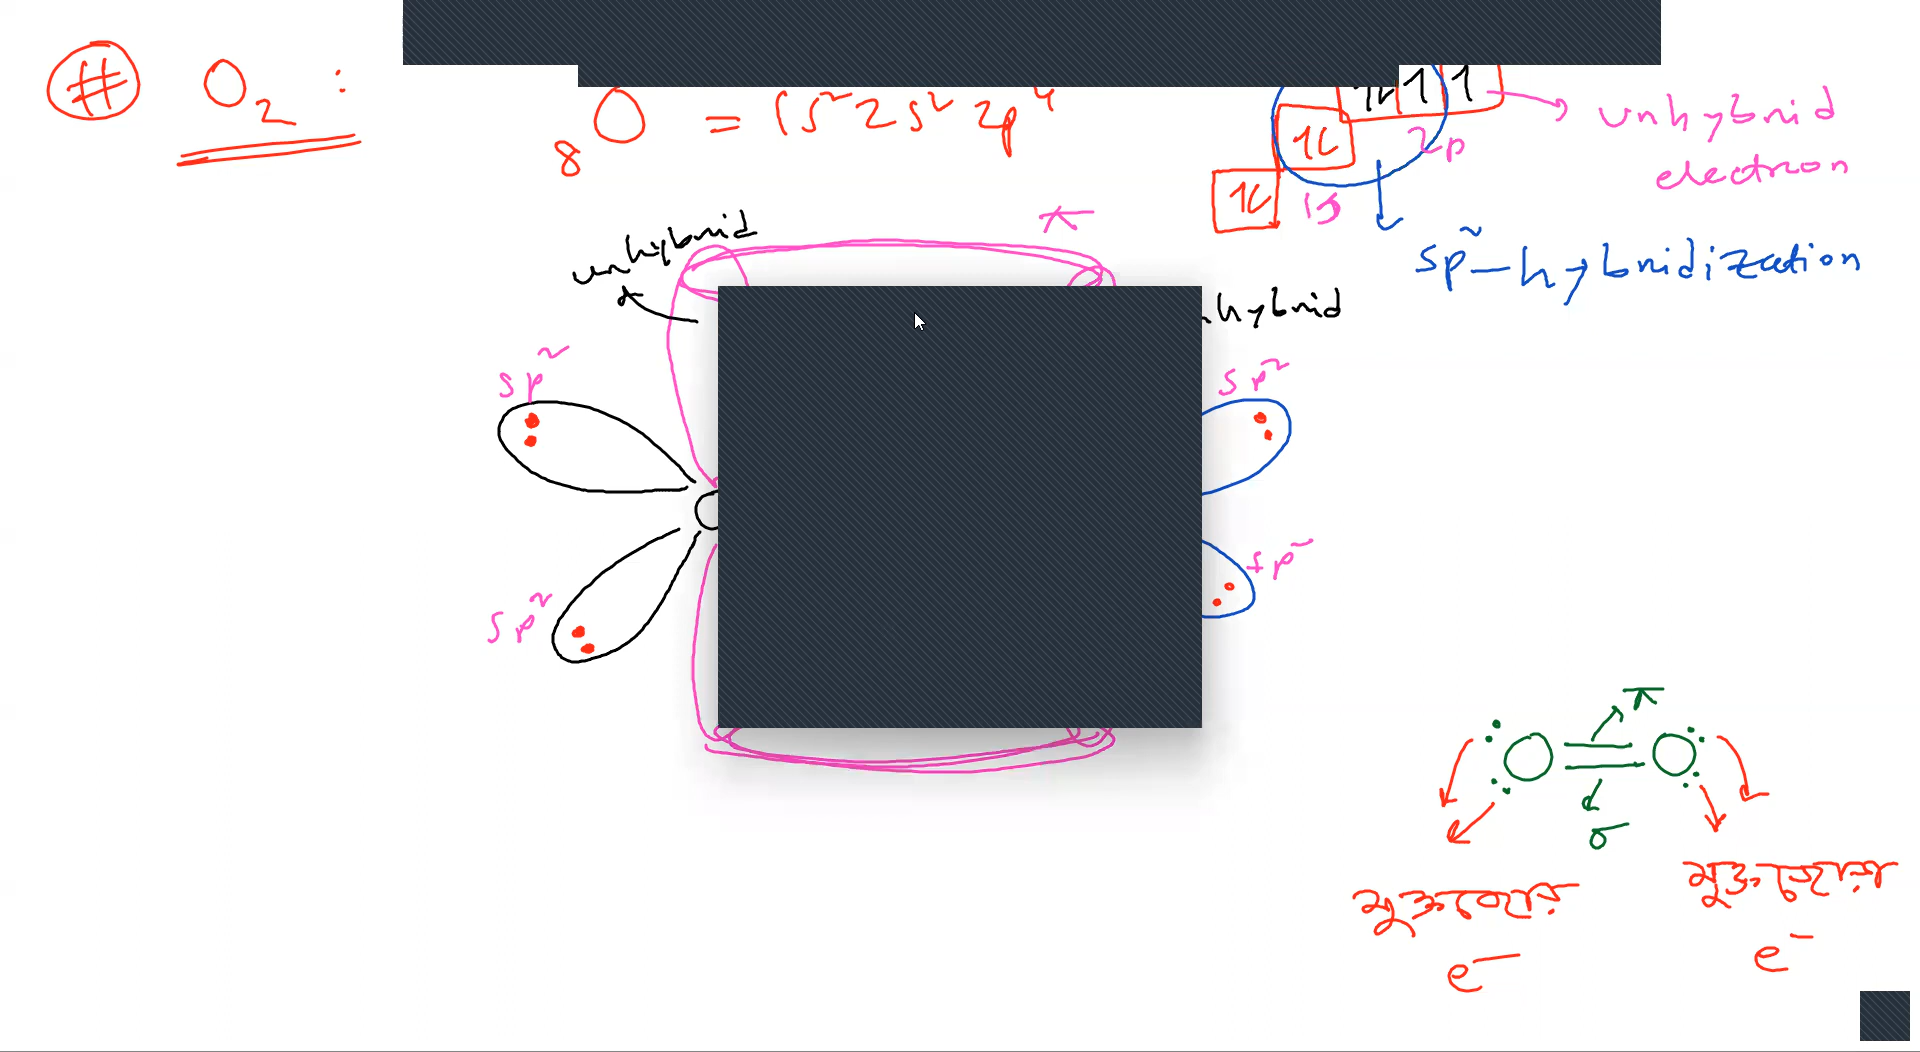 # O₂ :
₈O = 1s² 2s² 2p⁴
1L 1 1
unhybrid
electron
1L
2p
1L
1s
sp² - hybridization
unhybrid
π
hybrid
sp²
sp²
sp²
sp²
π
σ
মুক্তজোড়
e⁻
মুক্তজোড়
e⁻